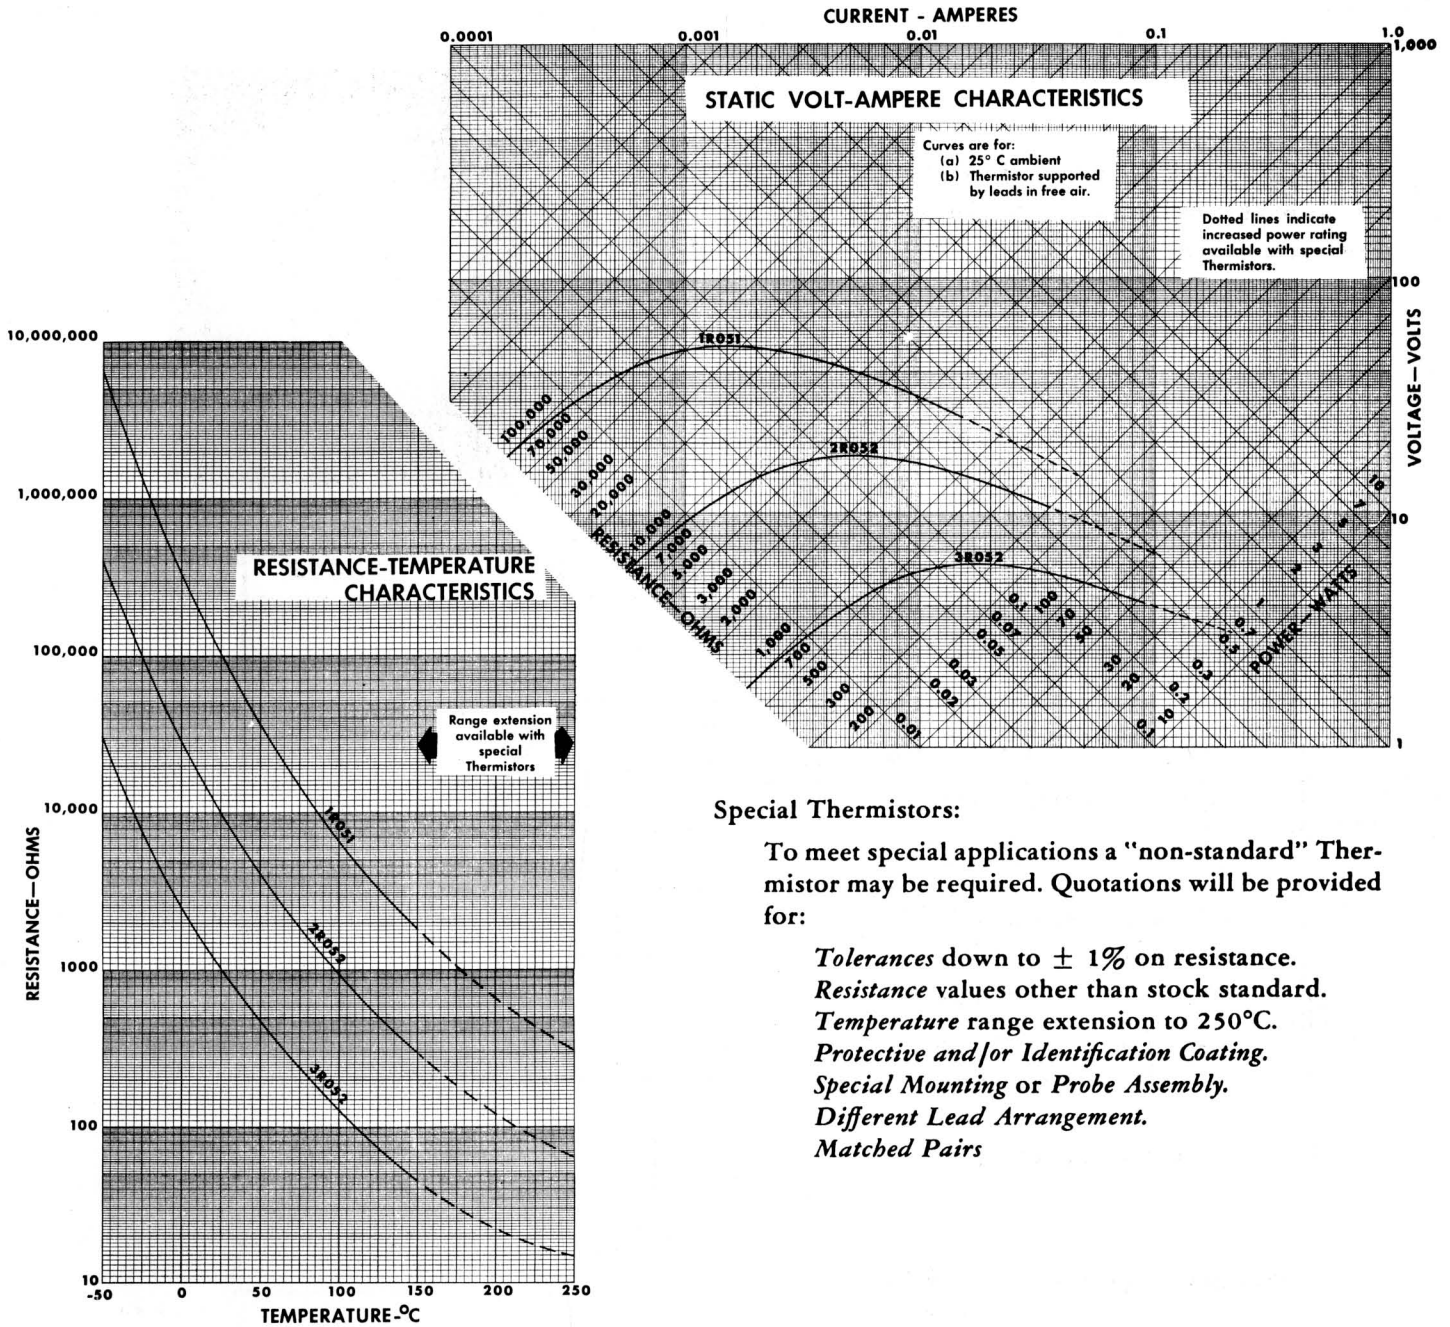 CURRENT - AMPERES
0.0001 0.001 0.01 0.1 1.0
1,000
STATIC VOLT-AMPERE CHARACTERISTICS
Curves are for:
(a) 25° C ambient
(b) Thermistor supported
by leads in free air.
Dotted lines indicate
increased power rating
available with special
Thermistors.
100
10
1
VOLTAGE—VOLTS
1R051
2R052
3R052
100,000
70,000
50,000
30,000
20,000
10,000
7,000
5,000
3,000
2,000
1,000
700
500
300
200
100
70
50
30
20
10
RESISTANCE—OHMS
0.01
0.02
0.03
0.05
0.07
0.1
0.1
0.2
0.3
0.5
0.7
1
2
3
5
7
10
POWER—WATTS
10,000,000
1,000,000
100,000
10,000
1000
100
10
RESISTANCE—OHMS
RESISTANCE-TEMPERATURE
CHARACTERISTICS
Range extension
available with
special
Thermistors
1R051
2R052
3R052
-50 0 50 100 150 200 250
TEMPERATURE-°C
Special Thermistors:
To meet special applications a "non-standard" Ther-
mistor may be required. Quotations will be provided
for:
Tolerances down to ± 1% on resistance.
Resistance values other than stock standard.
Temperature range extension to 250°C.
Protective and/or Identification Coating.
Special Mounting or Probe Assembly.
Different Lead Arrangement.
Matched Pairs